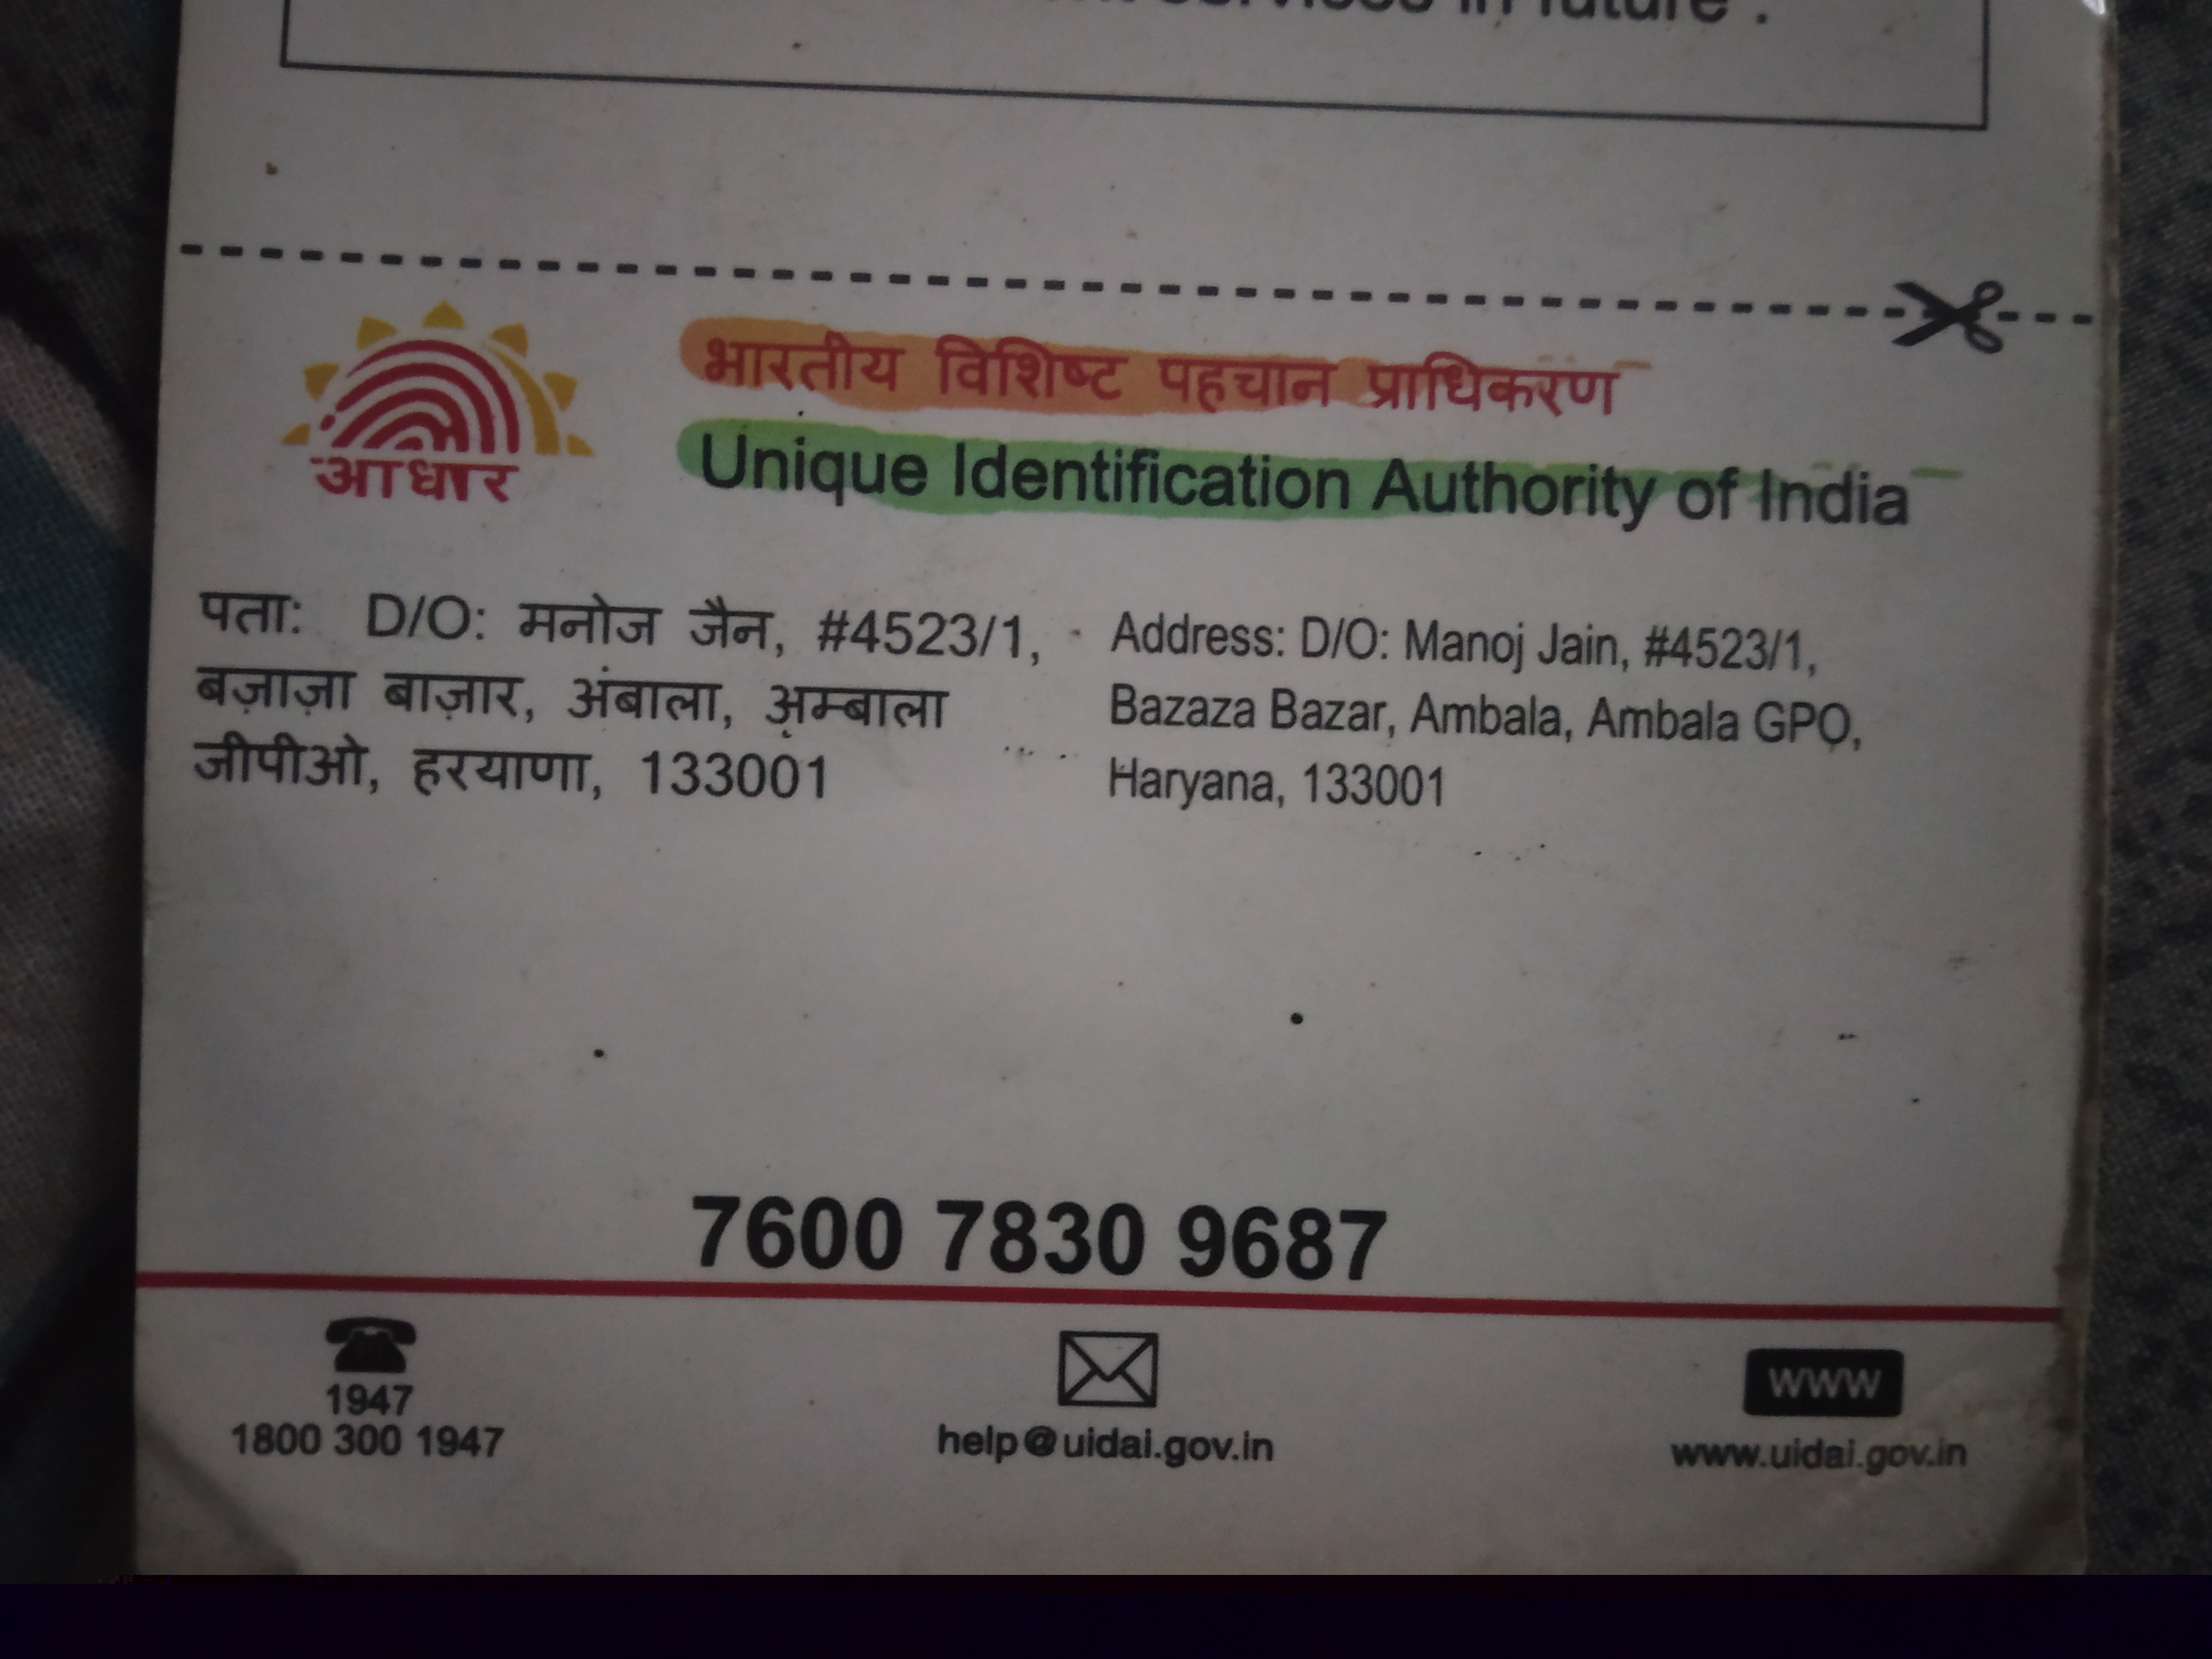 in future .
आधार
भारतीय विशिष्ट पहचान प्राधिकरण
Unique Identification Authority of India
पता: D/O: मनोज जैन, #4523/1,
बज़ाज़ा बाज़ार, अंबाला, अम्बाला
जीपीओ, हरयाणा, 133001
Address: D/O: Manoj Jain, #4523/1,
Bazaza Bazar, Ambala, Ambala GPO,
Haryana, 133001
7600 7830 9687
1947
1800 300 1947
help@uidai.gov.in
www
www.uidai.gov.in